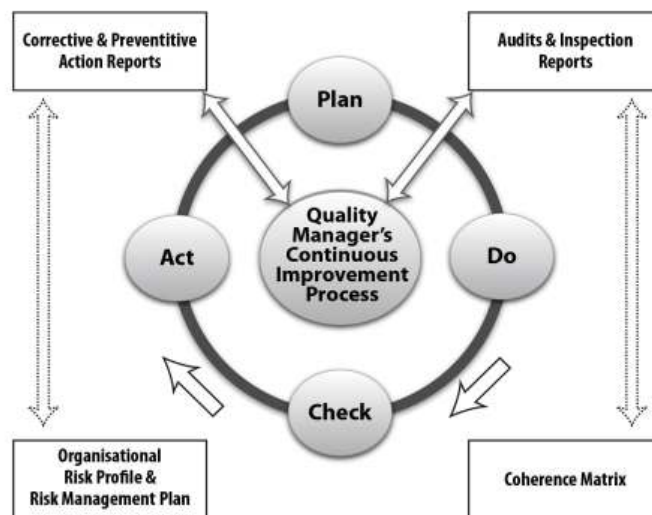 Corrective & Preventitive
Action Reports
Audits & Inspection
Reports
Plan
Quality
Manager's
Continuous
Improvement
Process
Act
Do
Check
Organisational
Risk Profile &
Risk Management Plan
Coherence Matrix